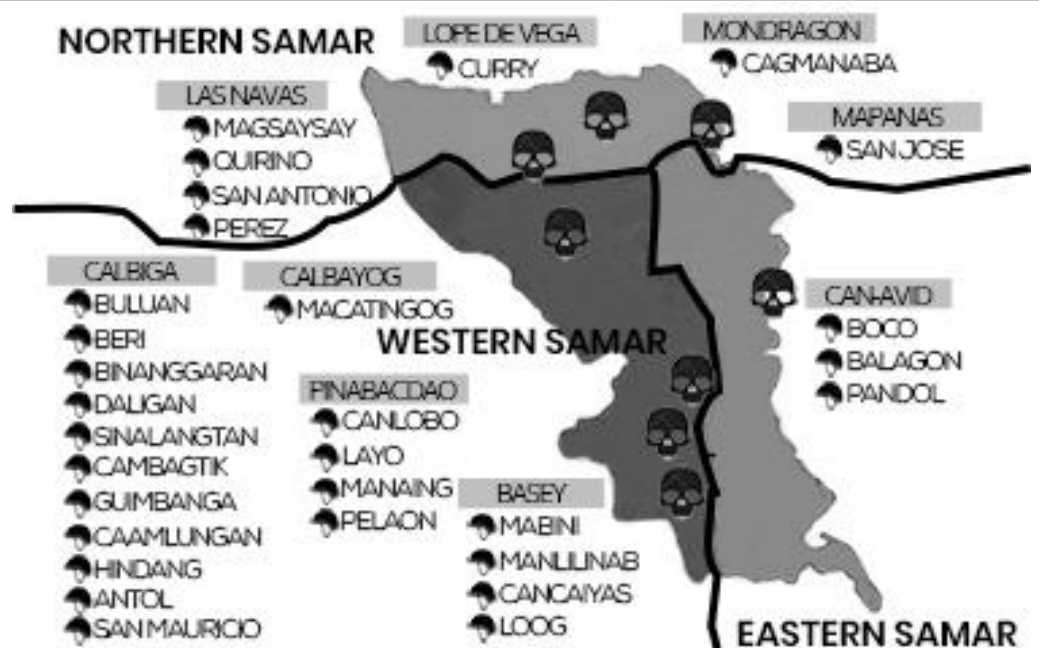 NORTHERN SAMAR
LOPE DE VEGA
CURRY
MONDRAGON
CAGMANABA
LAS NAVAS
MAGSAYSAY
QUIRINO
SAN ANTONIO
PEREZ
MAPANAS
SAN JOSE
CALBIGA
BULUAN
BERI
BINANGGARAN
DALIGAN
SINALANGTAN
CAMBAGTIK
GUIMBANGA
CAAMLUNGAN
HINDANG
ANTOL
SAN MAURICIO
CALBAYOG
MACATINGOG
WESTERN SAMAR
PINABACDAO
CANLOBO
LAYO
MANAING
PELAON
BASEY
MABINI
MANLILINAB
CANCAIYAS
LOOG
CAN-AVID
BOCO
BALAGON
PANDOL
EASTERN SAMAR